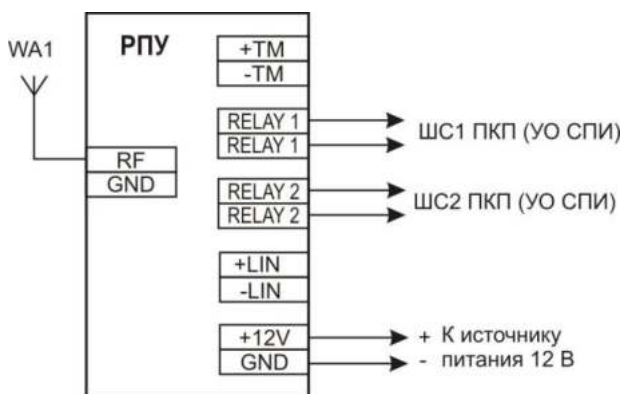 WA1
РПУ
+TM
-TM
RELAY 1
RELAY 1
ШС1 ПКП (УО СПИ)
RF
GND
RELAY 2
RELAY 2
ШС2 ПКП (УО СПИ)
+LIN
-LIN
+12V
GND
+ К источнику
- питания 12 В